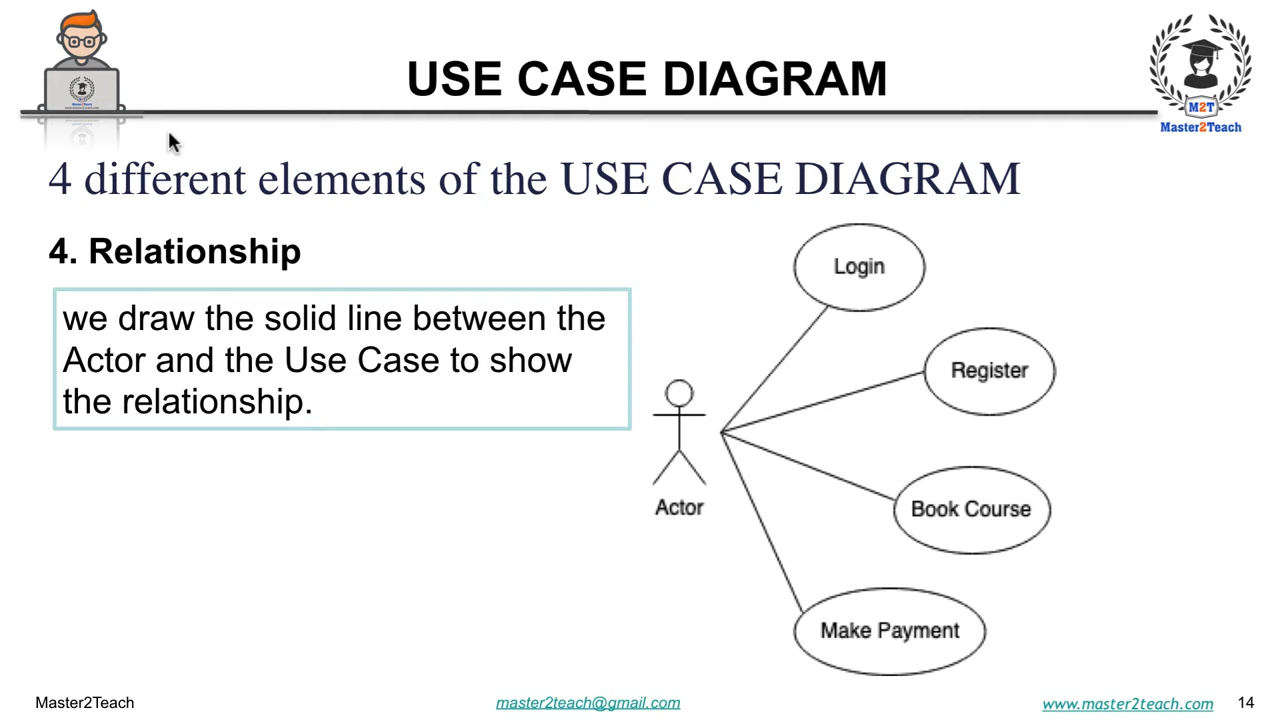 USE CASE DIAGRAM
M2T
Master2Teach
4 different elements of the USE CASE DIAGRAM
4. Relationship
we draw the solid line between the
Actor and the Use Case to show
the relationship.
Login
Register
Actor
Book Course
Make Payment
Master2Teach
master2teach@gmail.com
www.master2teach.com
14